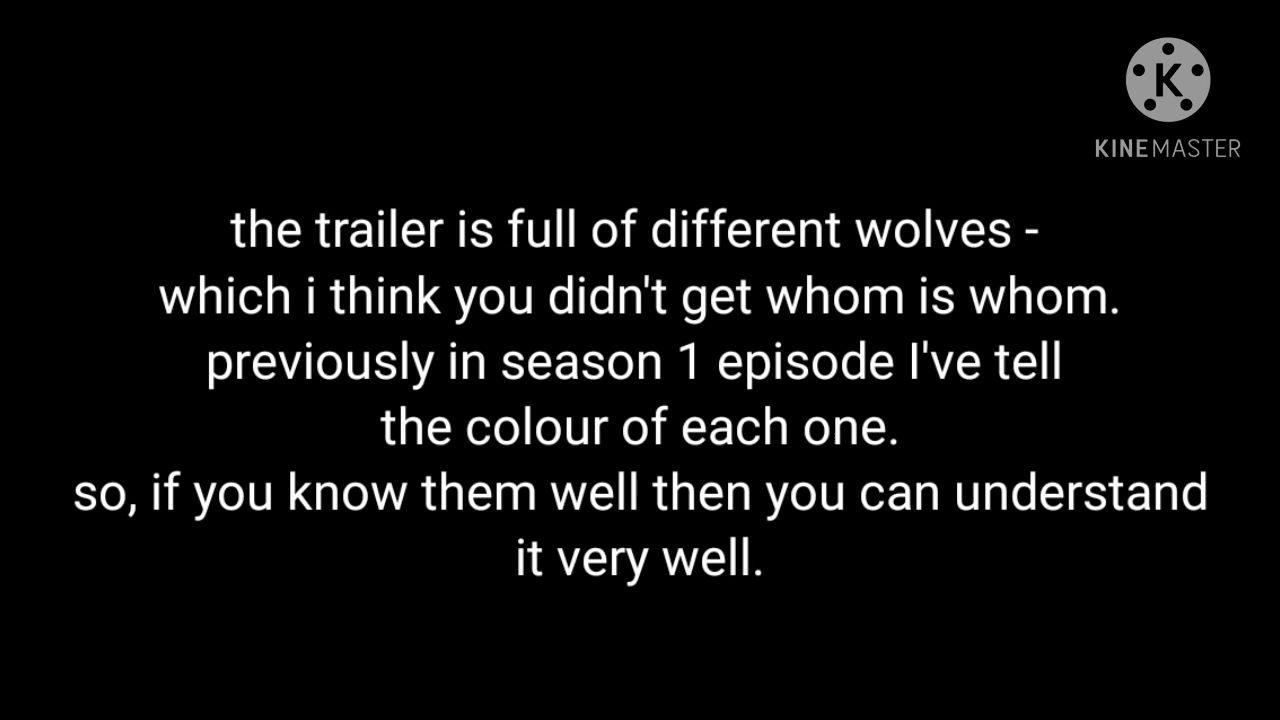 K
KINEMASTER
the trailer is full of different wolves -
which i think you didn't get whom is whom.
previously in season 1 episode I've tell
the colour of each one.
so, if you know them well then you can understand
it very well.